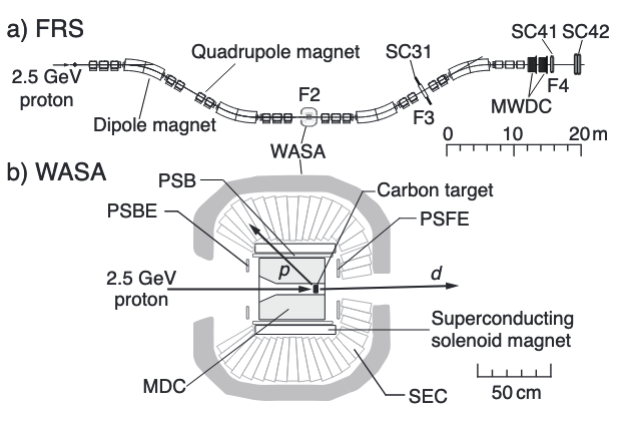 a) FRS
SC41 SC42
Quadrupole magnet
SC31
2.5 GeV
proton
F2
F4
MWDC
Dipole magnet
F3
WASA
0 10 20 m
b) WASA
PSB
Carbon target
PSBE
PSFE
p
2.5 GeV
proton
d
Superconducting
solenoid magnet
MDC
SEC
50 cm